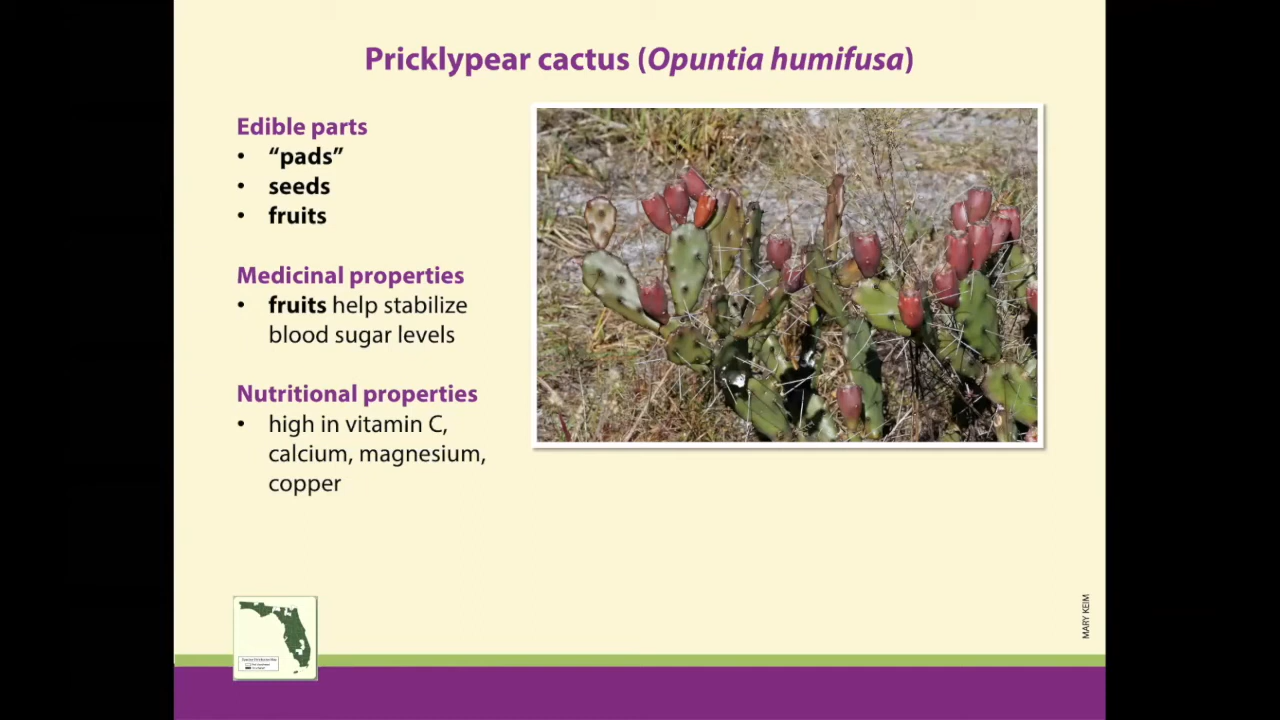 Pricklypear cactus (Opuntia humifusa)
Edible parts
• “pads”
• seeds
• fruits
Medicinal properties
• fruits help stabilize
blood sugar levels
Nutritional properties
• high in vitamin C,
calcium, magnesium,
copper
MARY KEIM